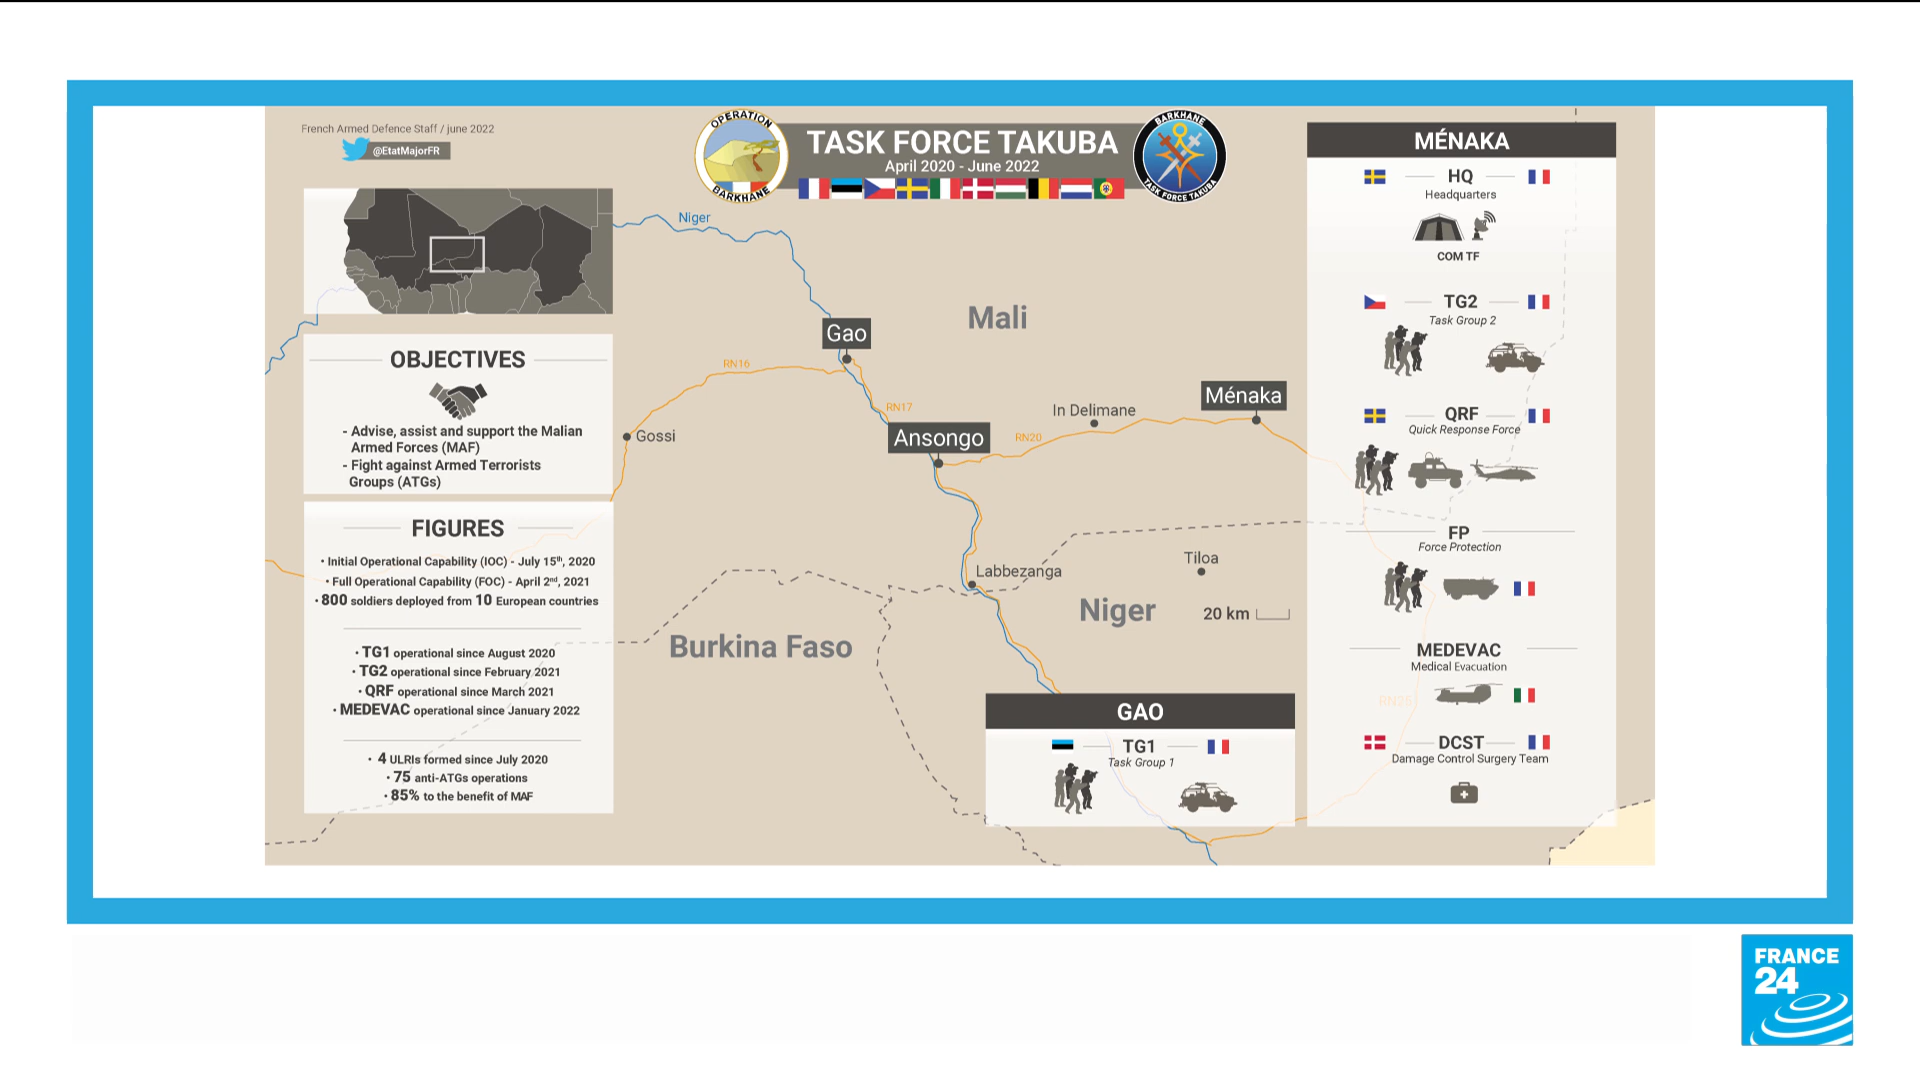 French Armed Defence Staff / june 2022
@EtatMajorFR
OPERATION
BARKHANE
TASK FORCE TAKUBA
April 2020 - June 2022
BARKHANE
TASK FORCE TAKUBA
OBJECTIVES
- Advise, assist and support the Malian
Armed Forces (MAF)
- Fight against Armed Terrorists
Groups (ATGs)
FIGURES
• Initial Operational Capability (IOC) - July 15th, 2020
• Full Operational Capability (FOC) - April 2nd, 2021
• 800 soldiers deployed from 10 European countries
• TG1 operational since August 2020
• TG2 operational since February 2021
• QRF operational since March 2021
• MEDEVAC operational since January 2022
• 4 ULRIs formed since July 2020
• 75 anti-ATGs operations
• 85% to the benefit of MAF
Niger
Mali
Gao
RN16
RN17
Gossi
Ansongo
RN20
In Delimane
Ménaka
Labbezanga
Tiloa
Niger
20 km
Burkina Faso
GAO
TG1
Task Group 1
MÉNAKA
HQ
Headquarters
COM TF
TG2
Task Group 2
QRF
Quick Response Force
FP
Force Protection
MEDEVAC
Medical Evacuation
RN25
DCST
Damage Control Surgery Team
FRANCE
24